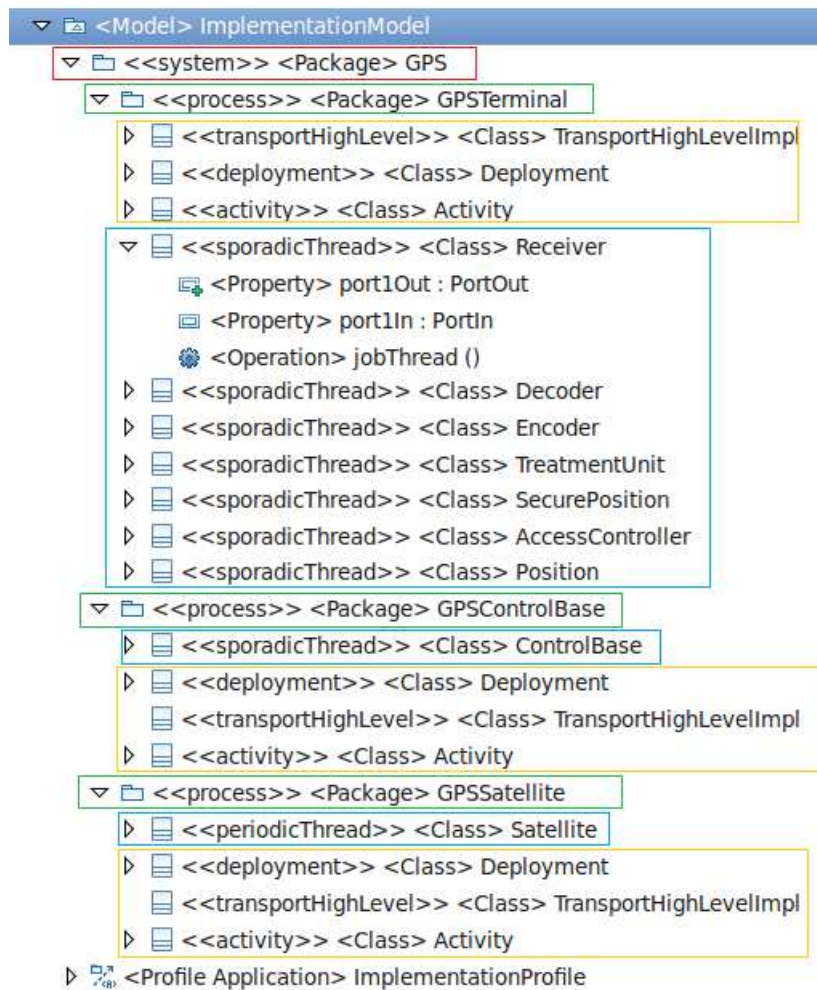 <Model> ImplementationModel
<<system>> <Package> GPS
<<process>> <Package> GPSTerminal
<<transportHighLevel>> <Class> TransportHighLevelImpl
<<deployment>> <Class> Deployment
<<activity>> <Class> Activity
<<sporadicThread>> <Class> Receiver
<Property> port1Out : PortOut
<Property> port1In : PortIn
<Operation> jobThread ()
<<sporadicThread>> <Class> Decoder
<<sporadicThread>> <Class> Encoder
<<sporadicThread>> <Class> TreatmentUnit
<<sporadicThread>> <Class> SecurePosition
<<sporadicThread>> <Class> AccessController
<<sporadicThread>> <Class> Position
<<process>> <Package> GPSControlBase
<<sporadicThread>> <Class> ControlBase
<<deployment>> <Class> Deployment
<<transportHighLevel>> <Class> TransportHighLevelImpl
<<activity>> <Class> Activity
<<process>> <Package> GPSSatellite
<<periodicThread>> <Class> Satellite
<<deployment>> <Class> Deployment
<<transportHighLevel>> <Class> TransportHighLevelImpl
<<activity>> <Class> Activity
<Profile Application> ImplementationProfile